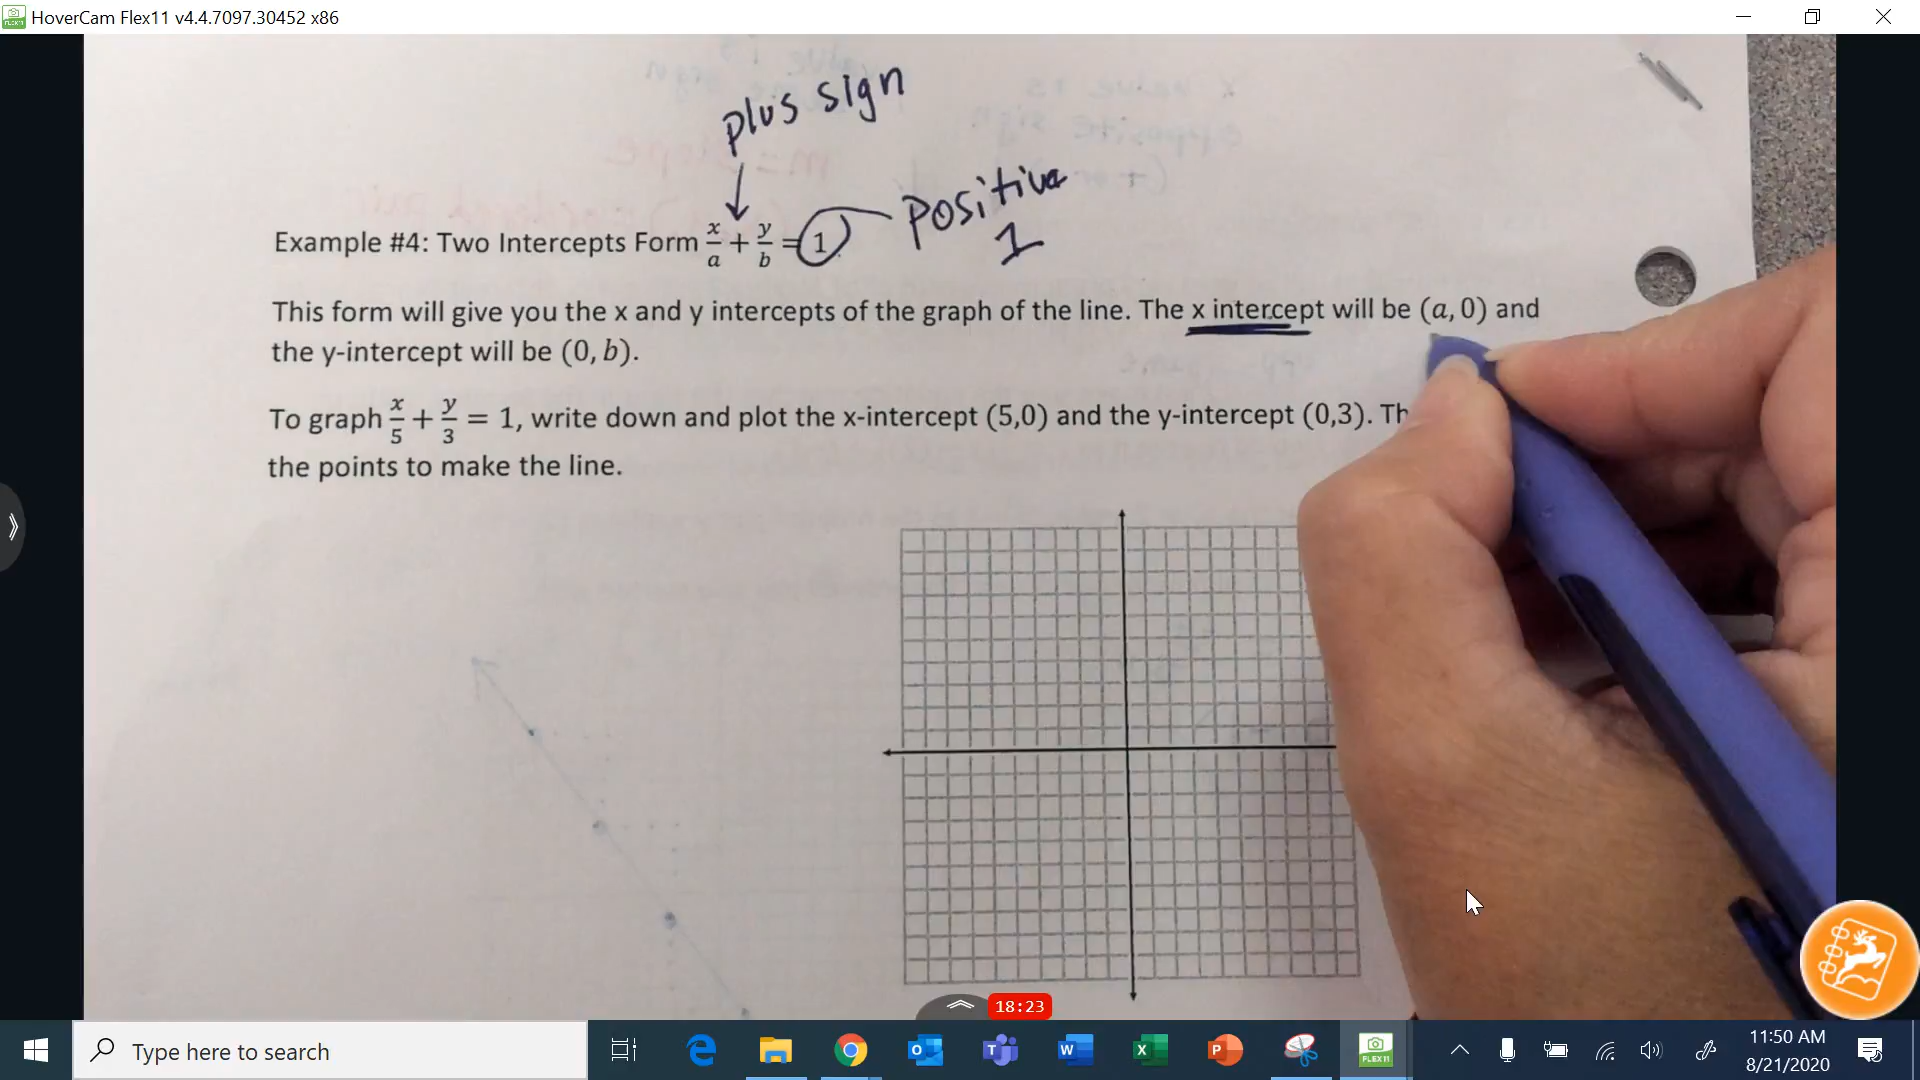 HoverCam Flex11 v4.4.7097.30452 x86
plus sign
positive
1
Example #4: Two Intercepts Form x/a + y/b = 1
This form will give you the x and y intercepts of the graph of the line. The x intercept will be (a, 0) and
the y-intercept will be (0, b).
To graph x/5 + y/3 = 1, write down and plot the x-intercept (5,0) and the y-intercept (0,3). Th
the points to make the line.
18:23
Type here to search
FLEX11
11:50 AM
8/21/2020